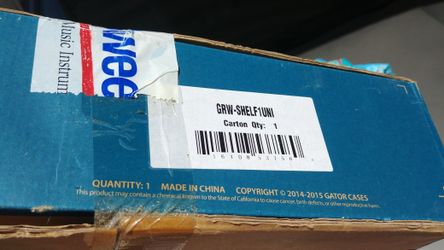 wee
Music Instrum
GRW-SHELF1UNI
Carton Qty: 1
QUANTITY: 1 MADE IN CHINA COPYRIGHT © 2014-2015 GATOR CASES
This product may contain a chemical known to the State of California to cause cancer, birth defects, or other reproductive harm.